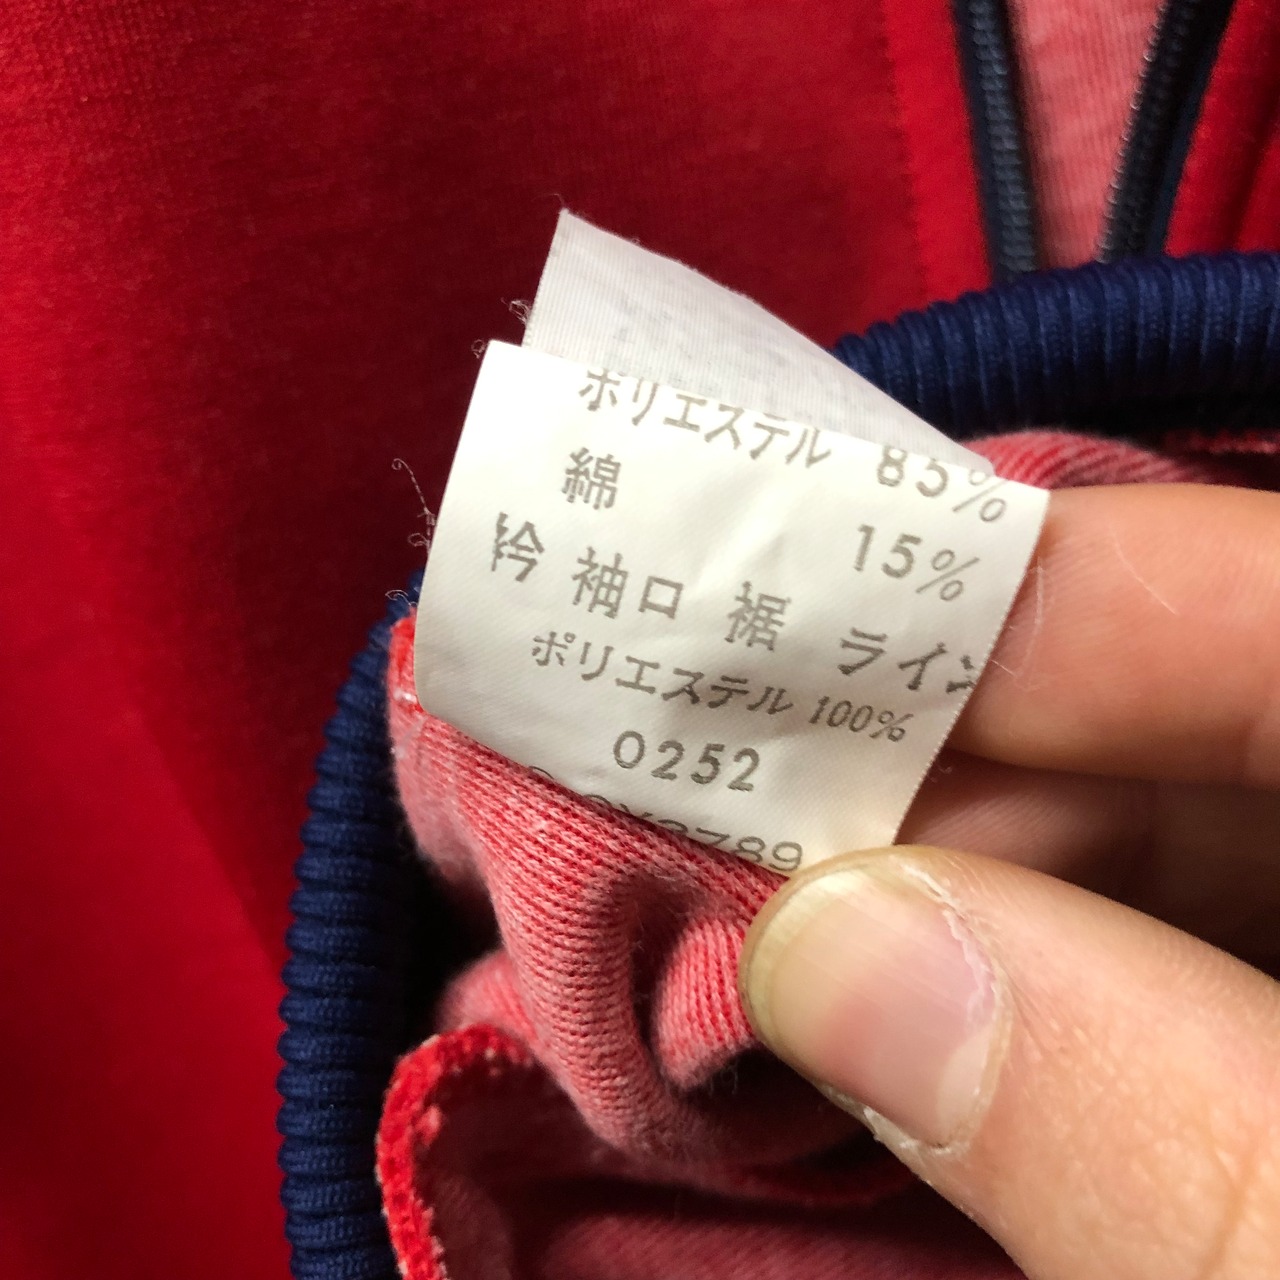 ポリエステル 85%
綿 15%
衿 袖口 裾 ライン
ポリエステル 100%
0252
3789